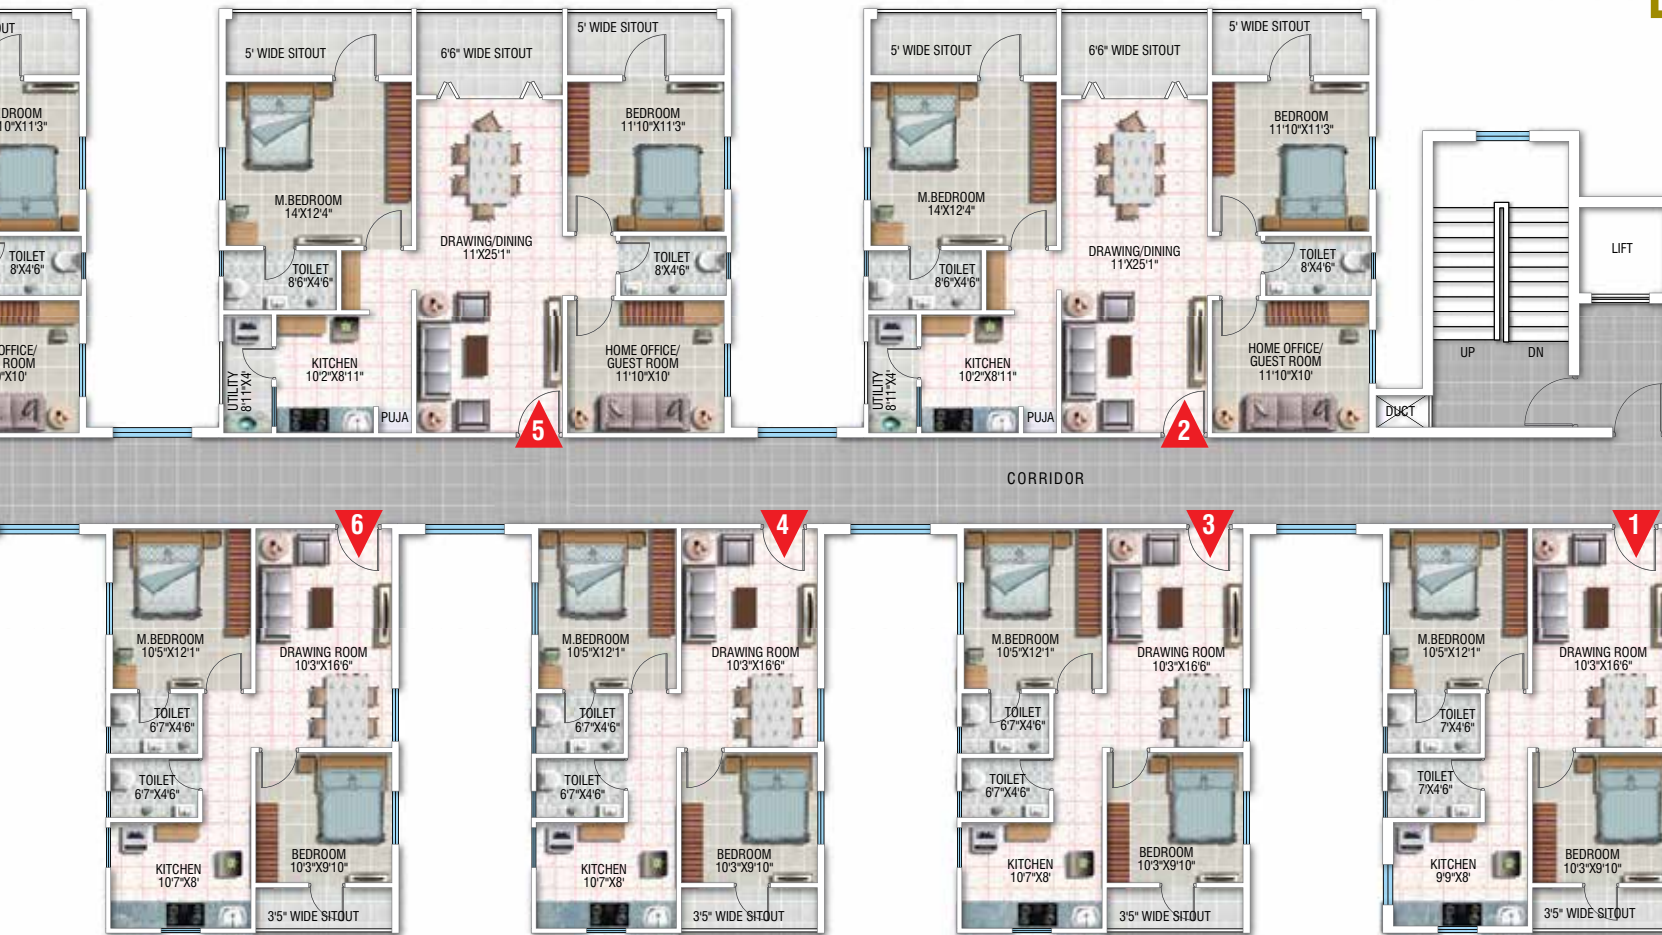 5' WIDE SITOUT
6'6" WIDE SITOUT
5' WIDE SITOUT
M.BEDROOM
14'X12'4"
BEDROOM
11'10"X11'3"
DRAWING/DINING
11'X25'1"
TOILET
8'6"X4'6"
TOILET
8'X4'6"
KITCHEN
10'2"X8'11"
UTILITY
8'11"X4'
PUJA
HOME OFFICE/
GUEST ROOM
11'10"X10'
5
5' WIDE SITOUT
6'6" WIDE SITOUT
5' WIDE SITOUT
M.BEDROOM
14'X12'4"
BEDROOM
11'10"X11'3"
DRAWING/DINING
11'X25'1"
TOILET
8'6"X4'6"
TOILET
8'X4'6"
KITCHEN
10'2"X8'11"
UTILITY
8'11"X4'
PUJA
HOME OFFICE/
GUEST ROOM
11'10"X10'
2
OUT
DROOM
10"X11'3"
TOILET
8'X4'6"
OFFICE/
ROOM
"X10'
UP
DN
LIFT
DUCT
CORRIDOR
6
M.BEDROOM
10'5"X12'1"
DRAWING ROOM
10'3"X16'6"
TOILET
6'7"X4'6"
TOILET
6'7"X4'6"
KITCHEN
10'7"X8'
BEDROOM
10'3"X9'10"
3'5" WIDE SITOUT
4
M.BEDROOM
10'5"X12'1"
DRAWING ROOM
10'3"X16'6"
TOILET
6'7"X4'6"
TOILET
6'7"X4'6"
KITCHEN
10'7"X8'
BEDROOM
10'3"X9'10"
3'5" WIDE SITOUT
3
M.BEDROOM
10'5"X12'1"
DRAWING ROOM
10'3"X16'6"
TOILET
6'7"X4'6"
TOILET
6'7"X4'6"
KITCHEN
10'7"X8'
BEDROOM
10'3"X9'10"
3'5" WIDE SITOUT
1
M.BEDROOM
10'5"X12'1"
DRAWING ROOM
10'3"X16'6"
TOILET
7'X4'6"
TOILET
7'X4'6"
KITCHEN
9'9"X8'
BEDROOM
10'3"X9'10"
3'5" WIDE SITOUT